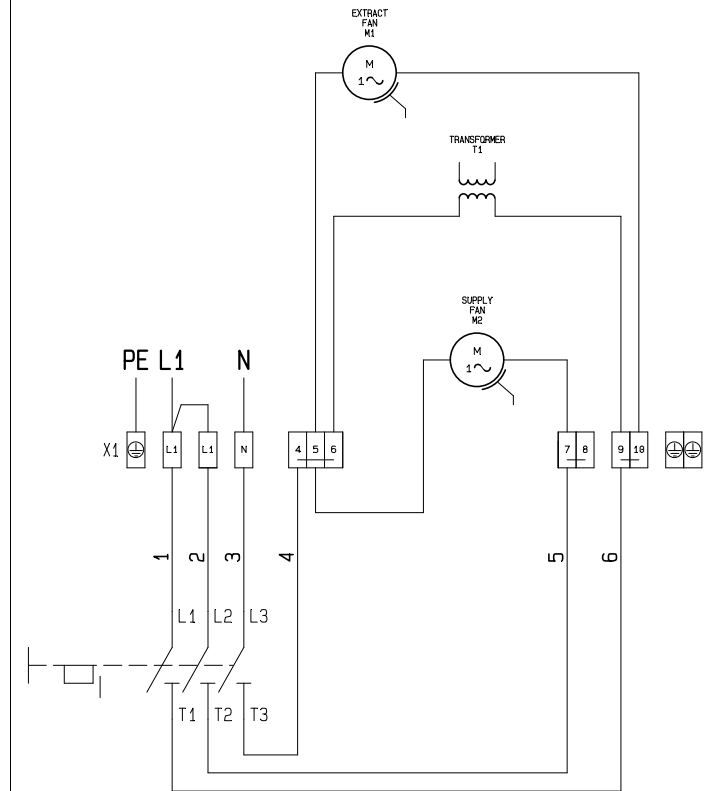 EXTRACT
FAN
M1
M
1
TRANSFORMER
T1
SUPPLY
FAN
M2
M
1
PE L1 N
X1 L1 L1 N 4 5 6 7 8 9 10
1 2 3 4 5 6
L1 L2 L3
T1 T2 T3